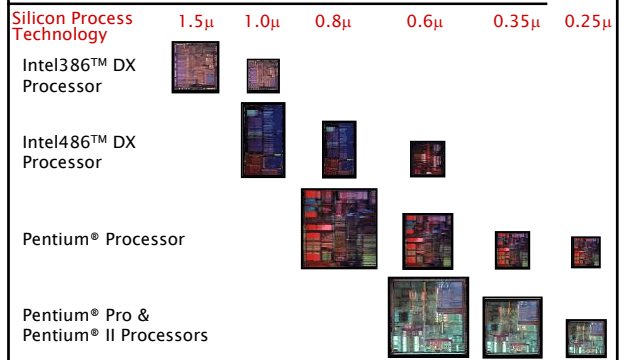 Silicon Process 1.5μ 1.0μ 0.8μ 0.6μ 0.35μ 0.25μ
Technology
Intel386™ DX
Processor
Intel486™ DX
Processor
Pentium® Processor
Pentium® Pro &
Pentium® II Processors